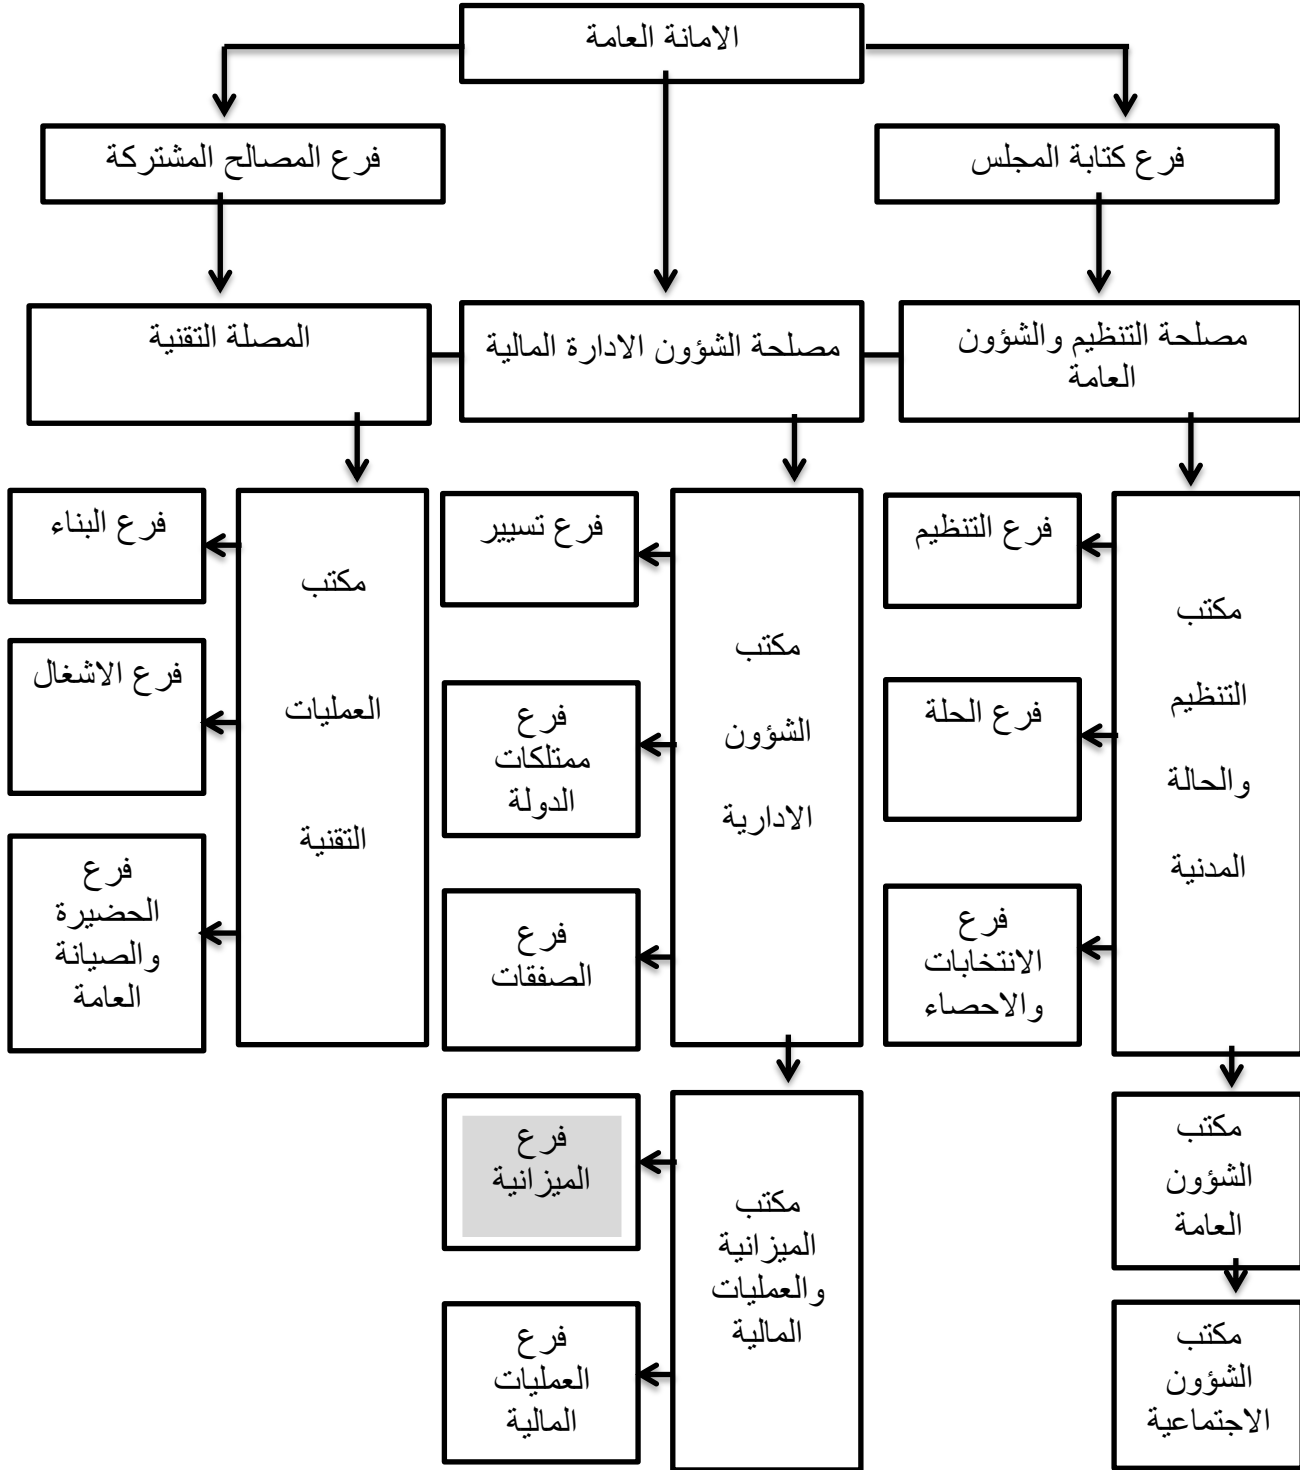 الامانة العامة
فرع كتابة المجلس
فرع المصالح المشتركة
مصلحة التنظيم والشؤون
العامة
مصلحة الشؤون الادارة المالية
المصلة التقنية
مكتب
التنظيم
والحالة
المدنية
فرع التنظيم
فرع الحلة
فرع
الانتخابات
والاحصاء
مكتب
الشؤون
العامة
مكتب
الشؤون
الاجتماعية
مكتب
الشؤون
الادارية
فرع تسيير
فرع
ممتلكات
الدولة
فرع
الصفقات
مكتب
الميزانية
والعمليات
المالية
فرع
الميزانية
فرع
العمليات
المالية
مكتب
العمليات
التقنية
فرع البناء
فرع الاشغال
فرع
الحضيرة
والصيانة
العامة